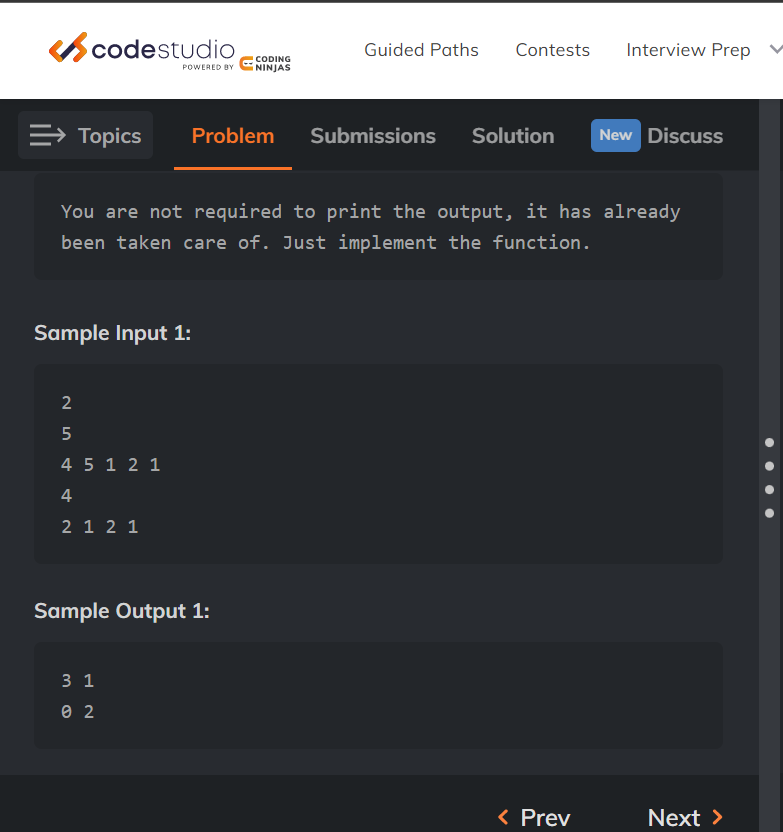 codestudio
POWERED BY CODING NINJAS
Guided Paths Contests Interview Prep
Topics Problem Submissions Solution New Discuss
You are not required to print the output, it has already
been taken care of. Just implement the function.
Sample Input 1:
2
5
4 5 1 2 1
4
2 1 2 1
Sample Output 1:
3 1
0 2
Prev Next